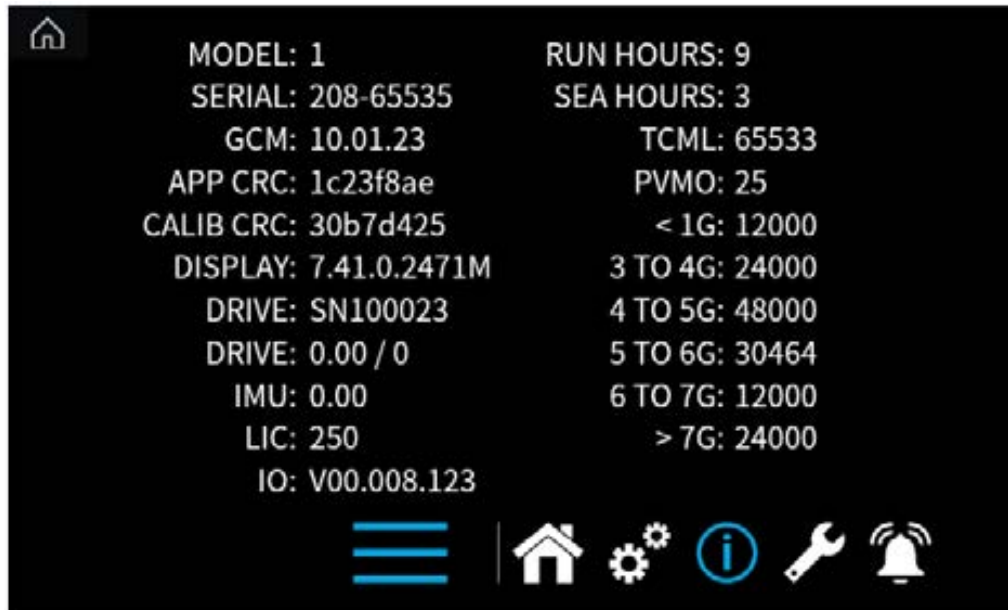 MODEL: 1
SERIAL: 208-65535
GCM: 10.01.23
APP CRC: 1c23f8ae
CALIB CRC: 30b7d425
DISPLAY: 7.41.0.2471M
DRIVE: SN100023
DRIVE: 0.00 / 0
IMU: 0.00
LIC: 250
IO: V00.008.123
RUN HOURS: 9
SEA HOURS: 3
TCML: 65533
PVMO: 25
< 1G: 12000
3 TO 4G: 24000
4 TO 5G: 48000
5 TO 6G: 30464
6 TO 7G: 12000
> 7G: 24000